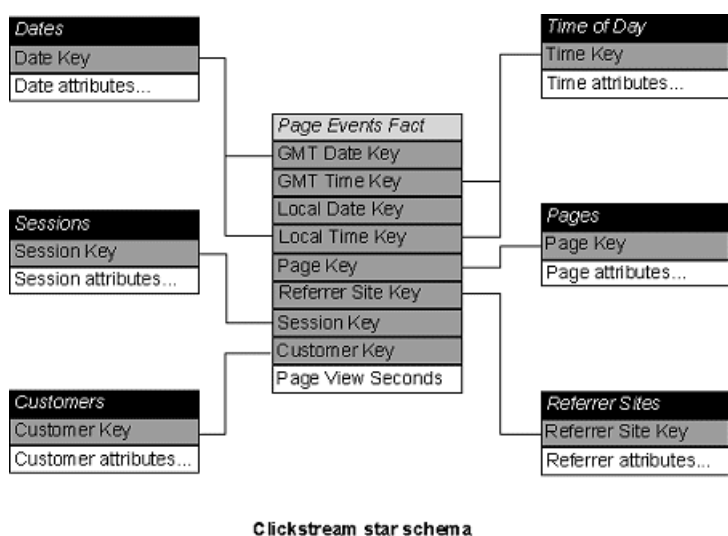 Dates
Date Key
Date attributes...
Sessions
Session Key
Session attributes...
Customers
Customer Key
Customer attributes...
Page Events Fact
GMT Date Key
GMT Time Key
Local Date Key
Local Time Key
Page Key
Referrer Site Key
Session Key
Customer Key
Page View Seconds
Time of Day
Time Key
Time attributes...
Pages
Page Key
Page attributes...
Referrer Sites
Referrer Site Key
Referrer attributes...
Clickstream star schema